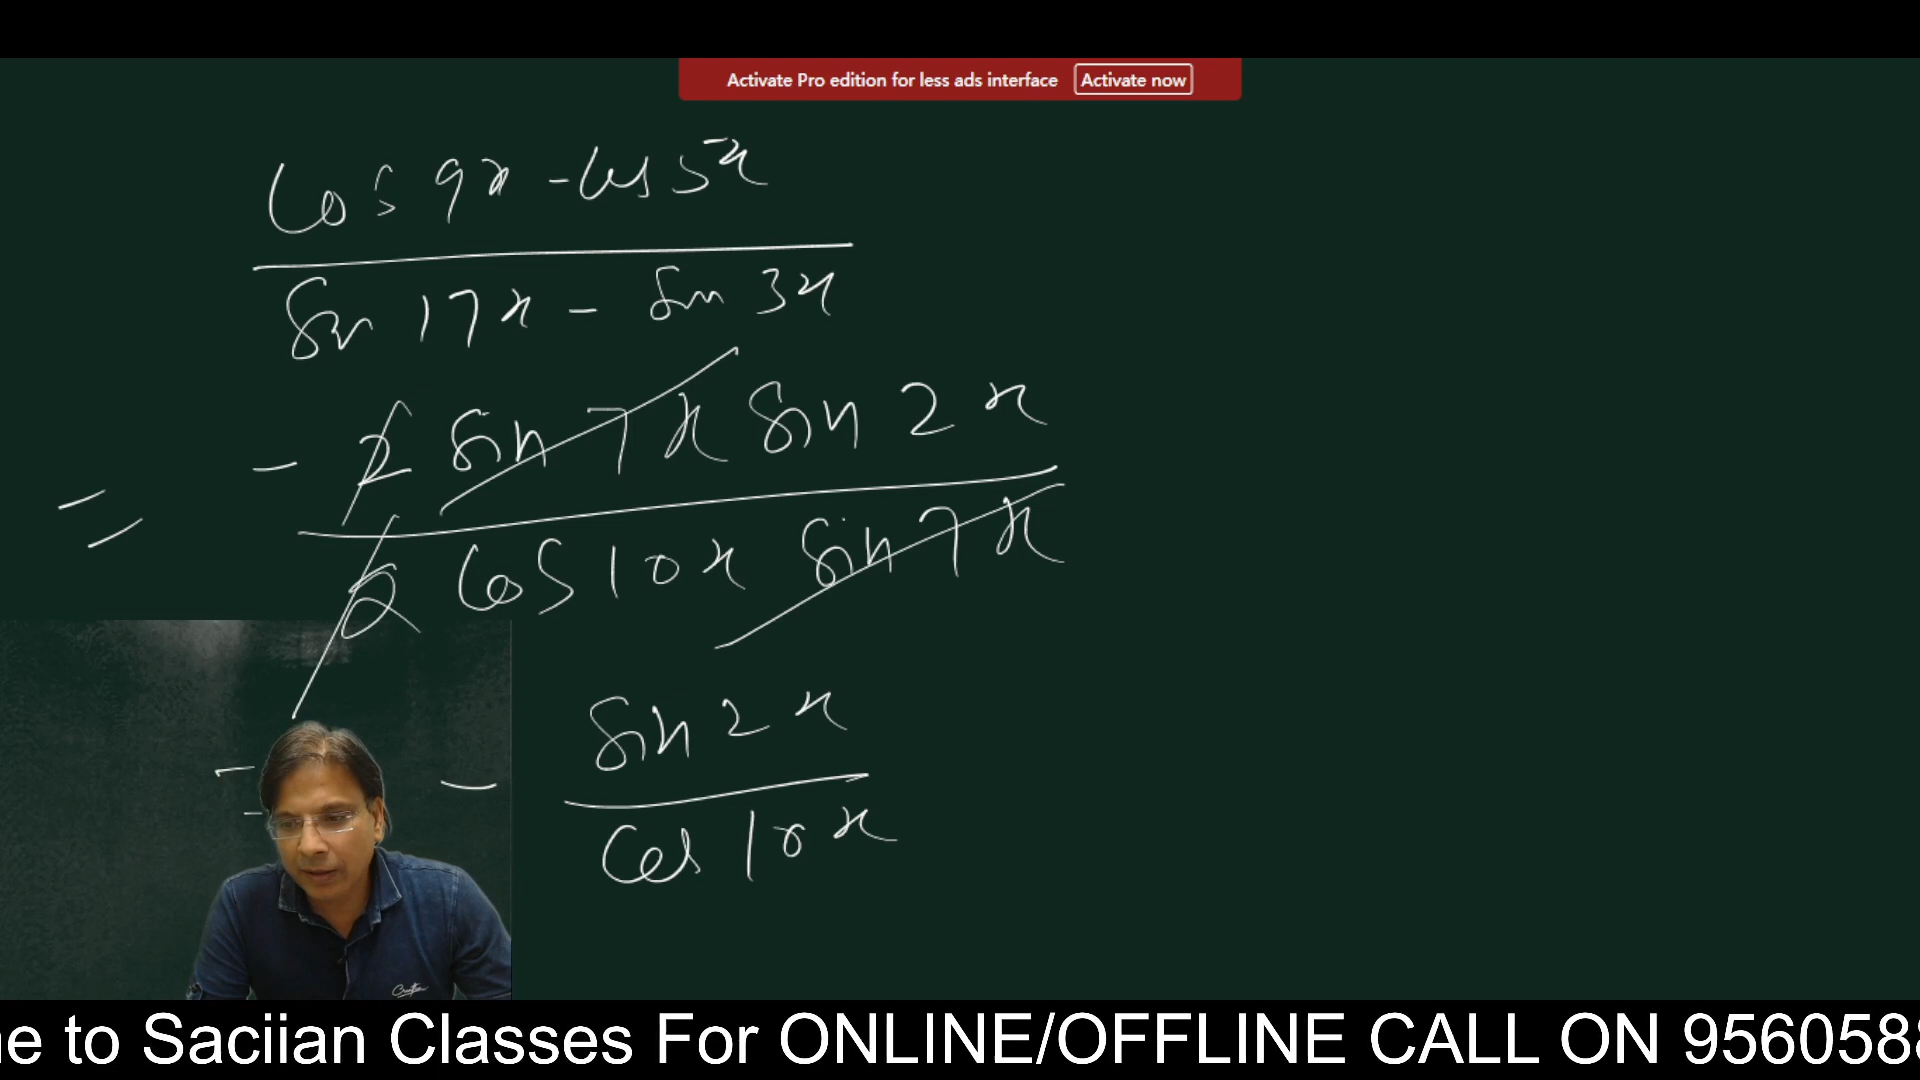 Activate Pro edition for less ads interface Activate now
Cos 9x - Cos 5x
Sin 17x - Sin 3x
= - 2 Sin 7x Sin 2x
2 Cos 10x Sin 7x
= - Sin 2x
Cos 10x
ne to Saciian Classes For ONLINE/OFFLINE CALL ON 9560588